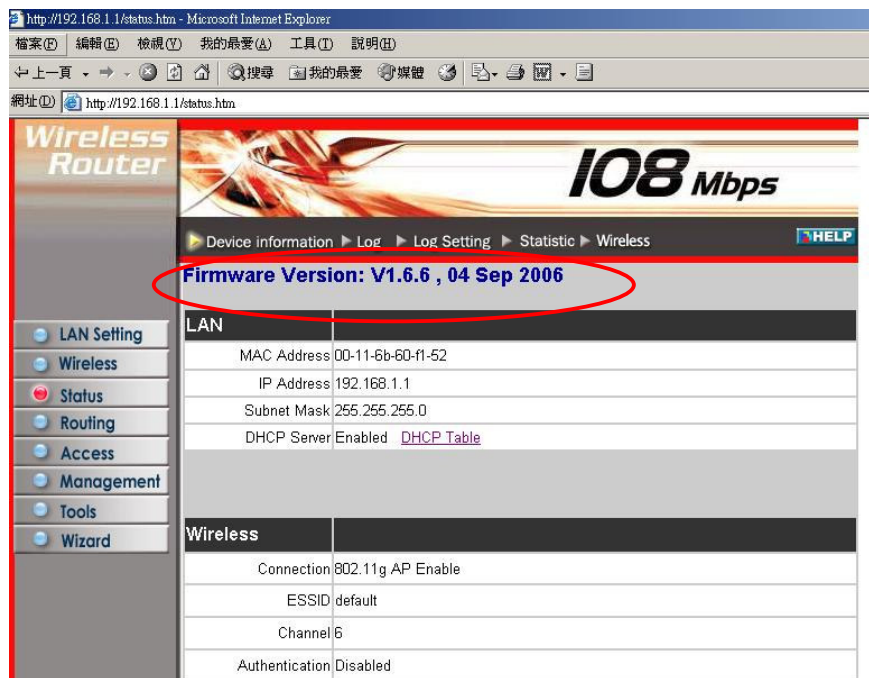 http://192.168.1.1/status.htm - Microsoft Internet Explorer
檔案(F) 編輯(E) 檢視(V) 我的最愛(A) 工具(T) 說明(H)
上一頁 搜尋 我的最愛 媒體
網址(D) http://192.168.1.1/status.htm
Wireless
Router
108 Mbps
Device information Log Log Setting Statistic Wireless HELP
Firmware Version: V1.6.6 , 04 Sep 2006
LAN Setting
Wireless
Status
Routing
Access
Management
Tools
Wizard
LAN
MAC Address 00-11-6b-60-f1-52
IP Address 192.168.1.1
Subnet Mask 255.255.255.0
DHCP Server Enabled DHCP Table
Wireless
Connection 802.11g AP Enable
ESSID default
Channel 6
Authentication Disabled